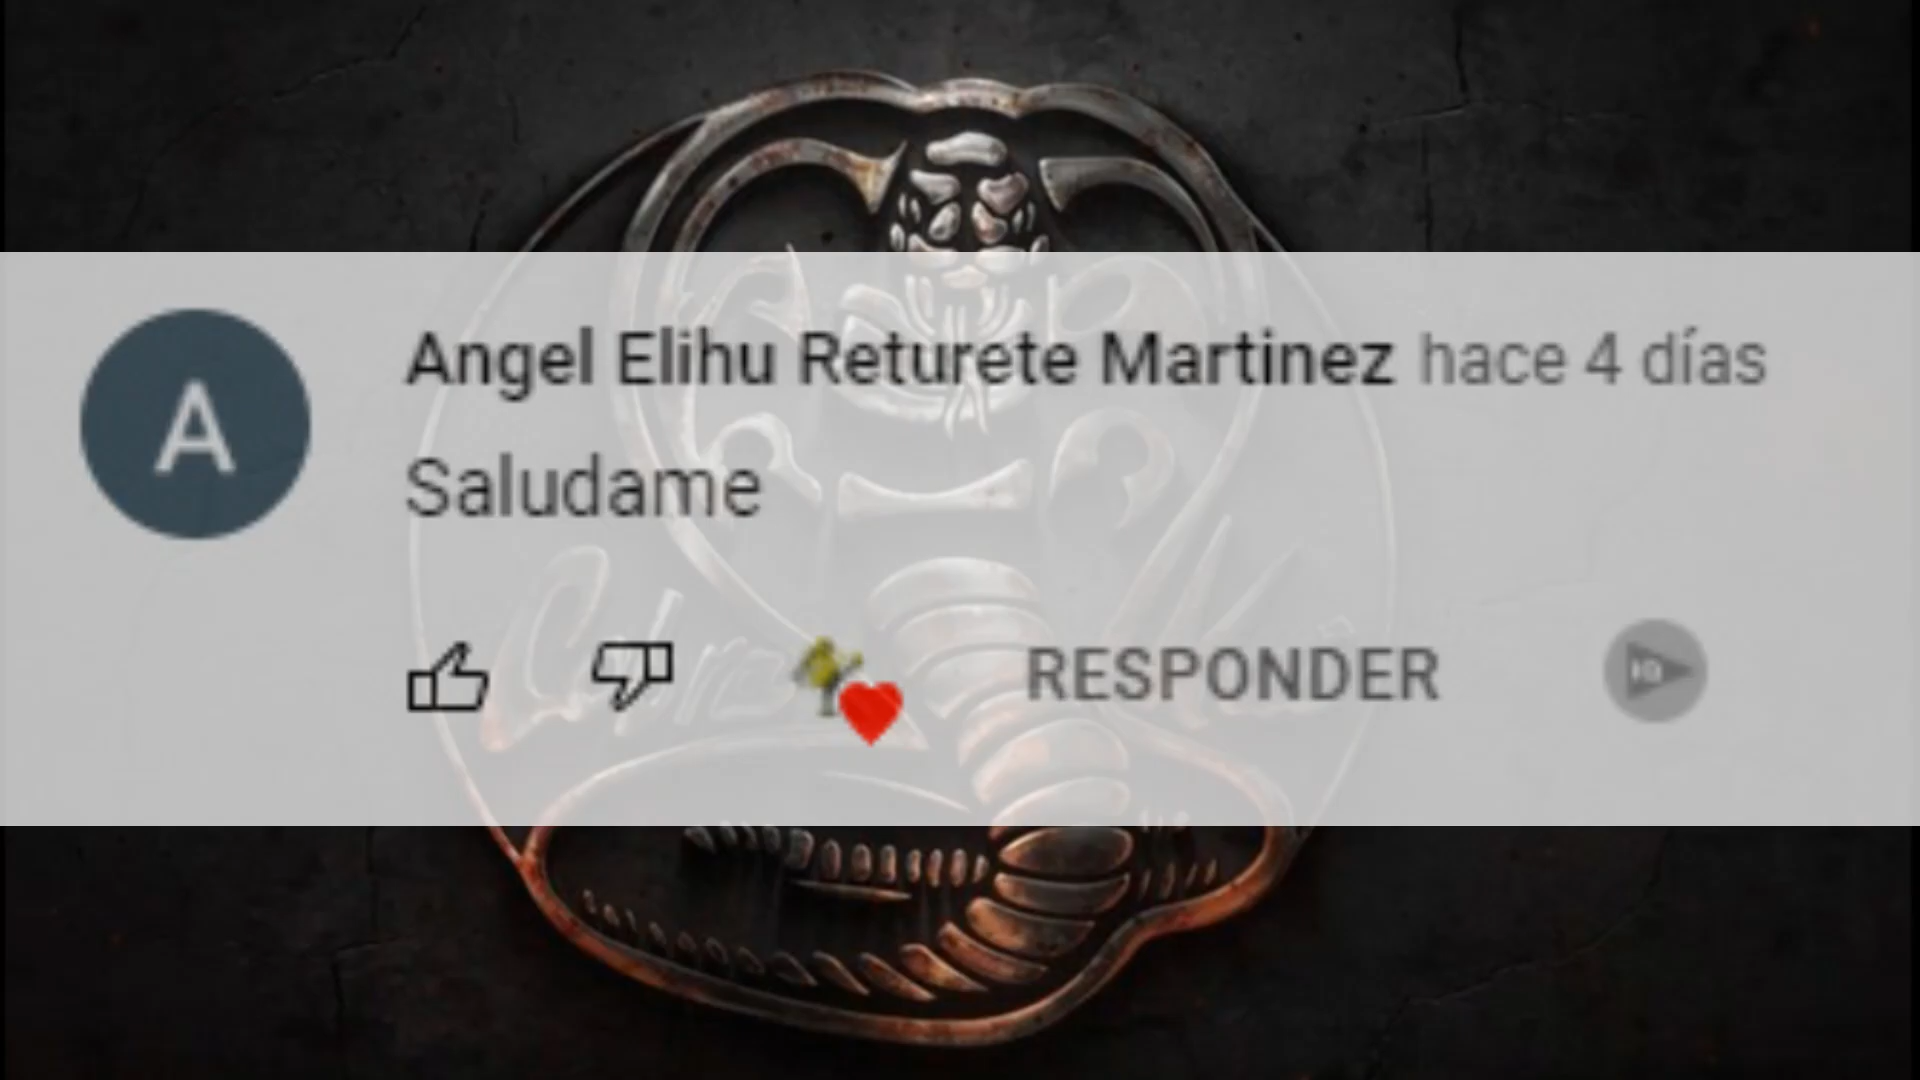 A
Angel Elihu Returete Martinez hace 4 días
Saludame
RESPONDER